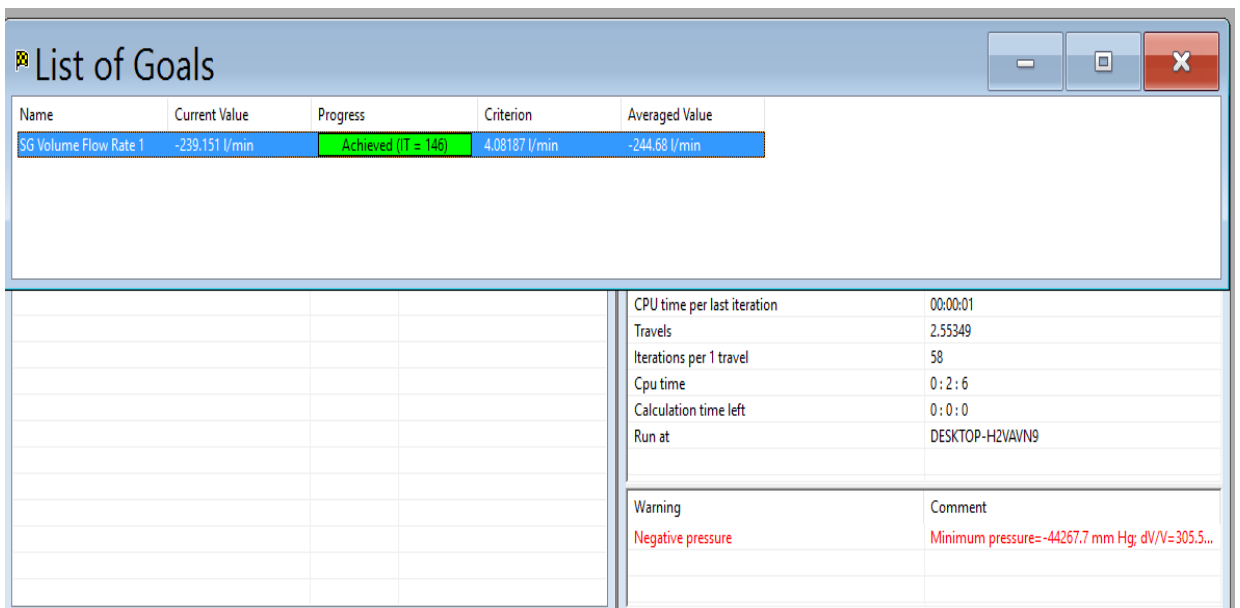 List of Goals
Name Current Value Progress Criterion Averaged Value
SG Volume Flow Rate 1 -239.151 l/min Achieved (IT = 146) 4.08187 l/min -244.68 l/min
CPU time per last iteration 00:00:01
Travels 2.55349
Iterations per 1 travel 58
Cpu time 0 : 2 : 6
Calculation time left 0 : 0 : 0
Run at DESKTOP-H2VAVN9
Warning Comment
Negative pressure Minimum pressure=-44267.7 mm Hg; dV/V=305.5...